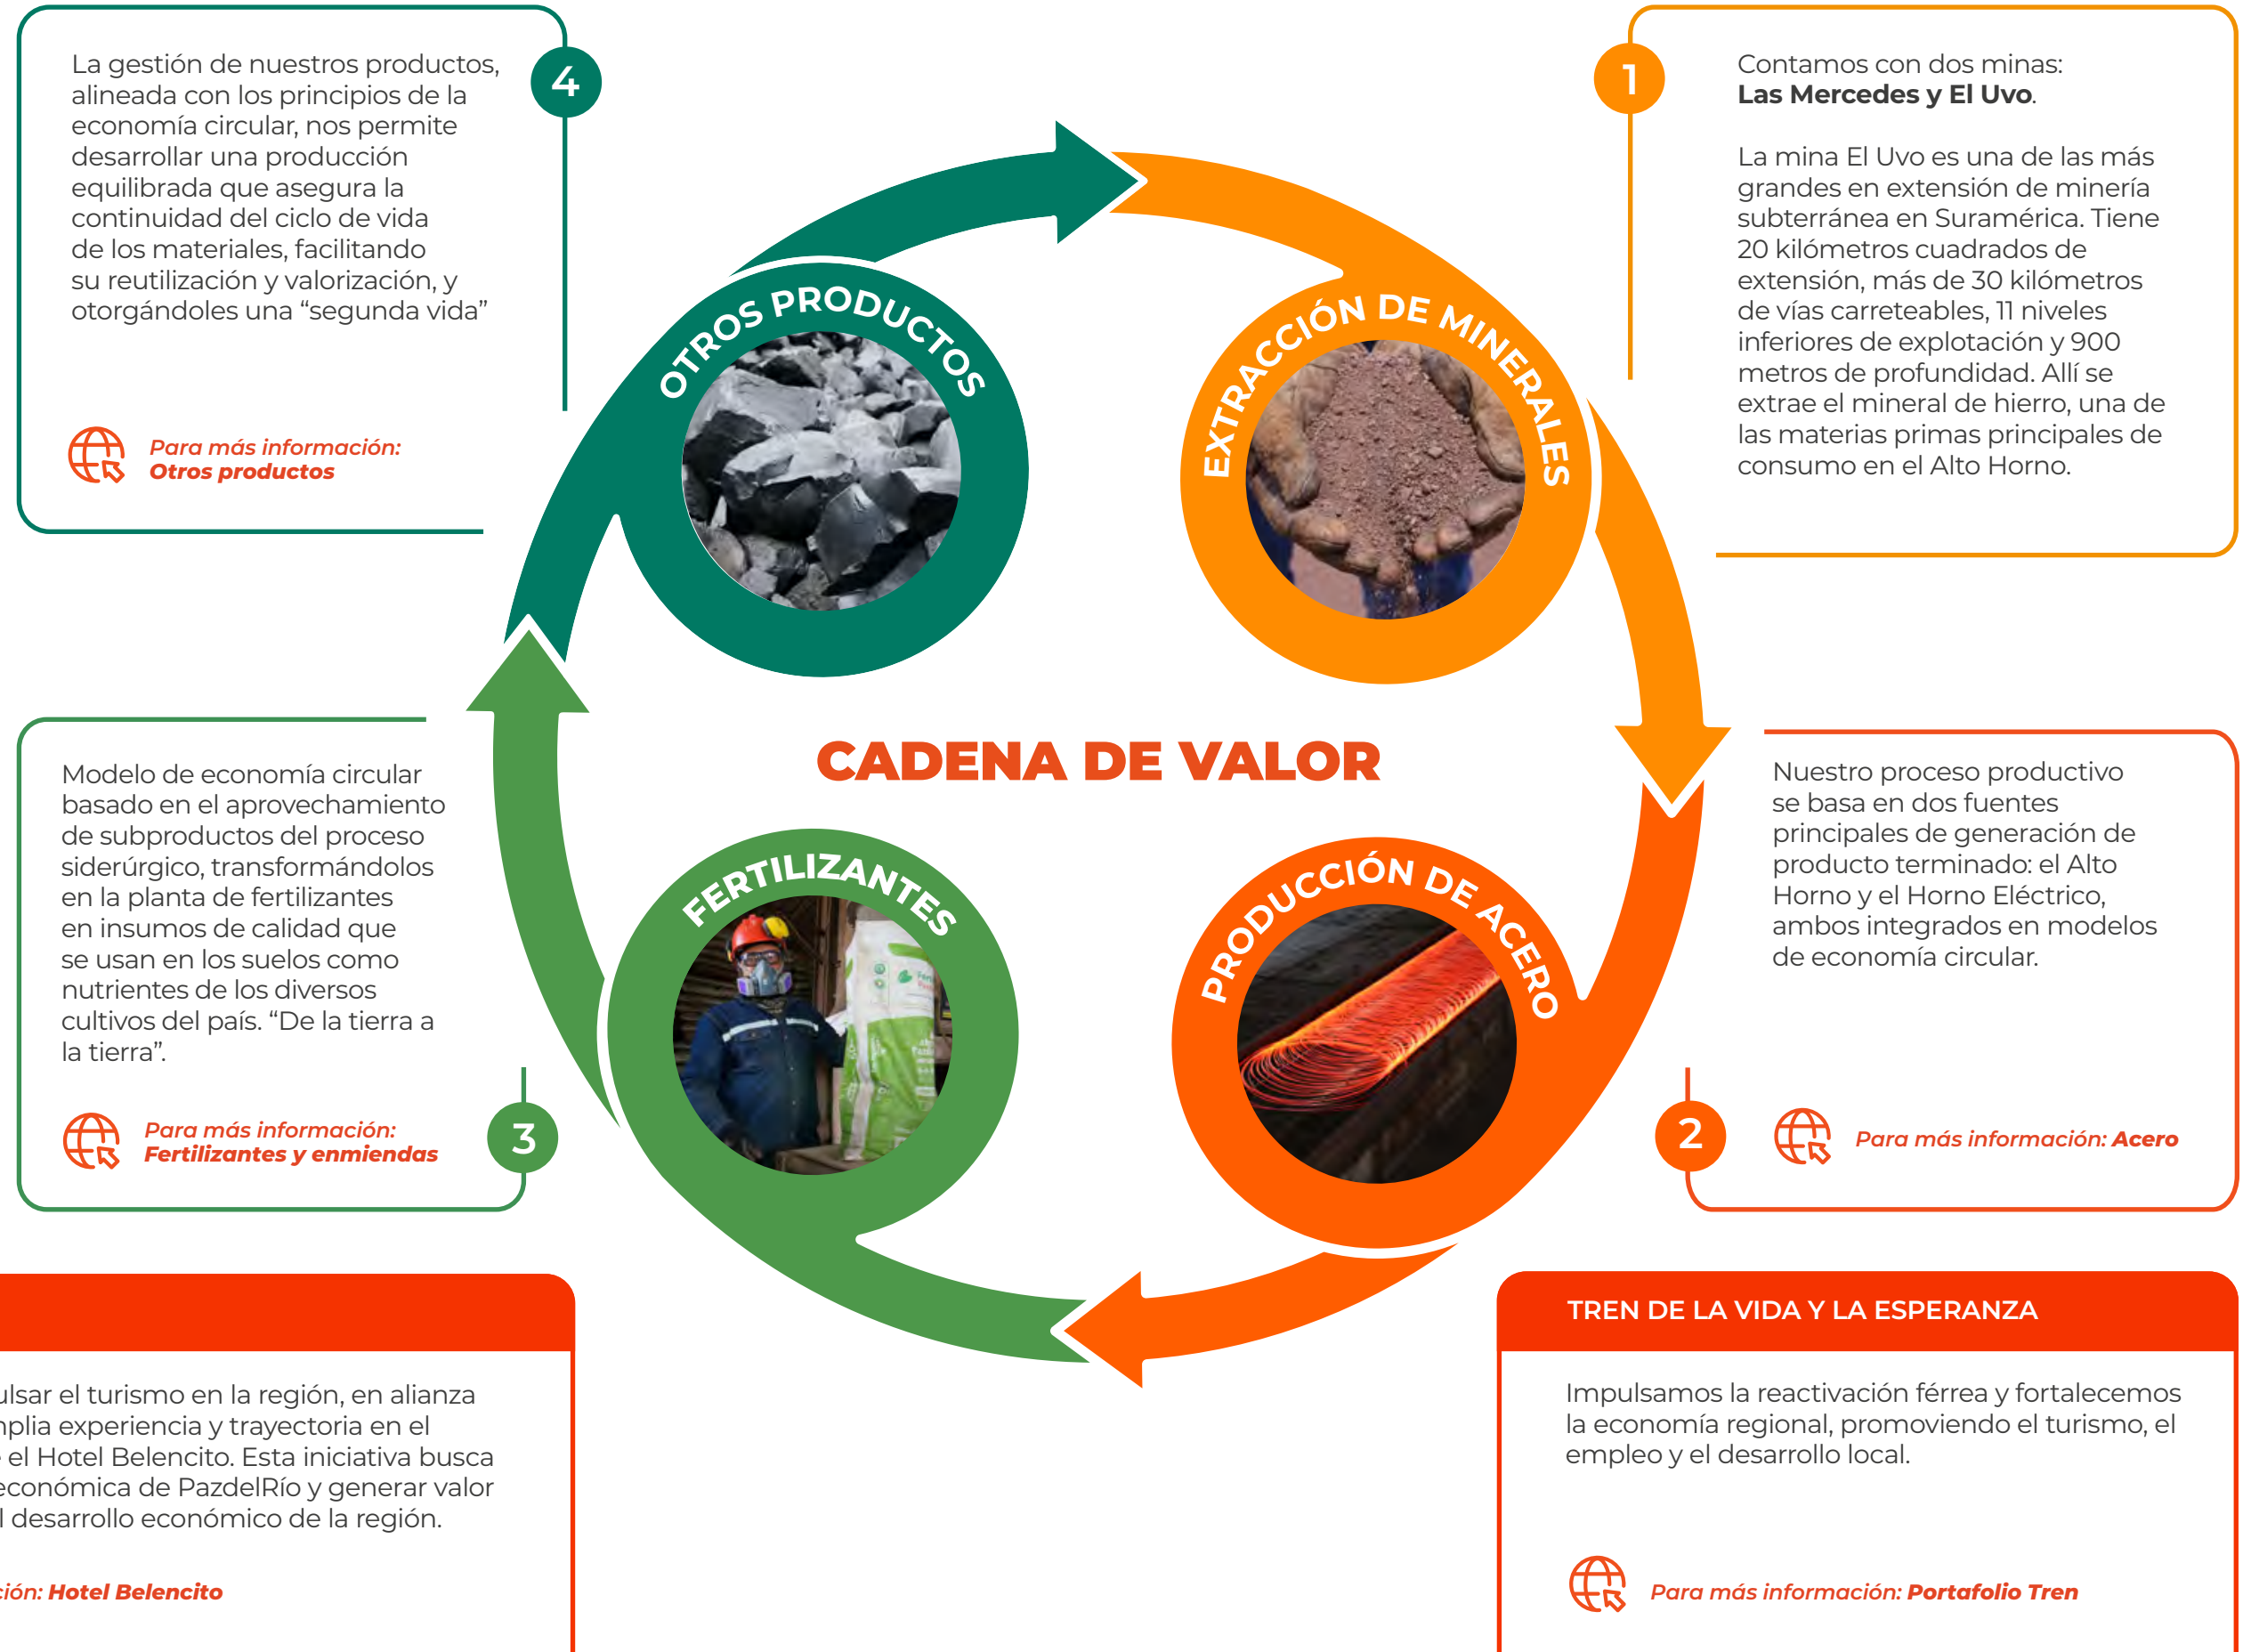 La gestión de nuestros productos,
alineada con los principios de la
economía circular, nos permite
desarrollar una producción
equilibrada que asegura la
continuidad del ciclo de vida
de los materiales, facilitando
su reutilización y valorización, y
otorgándoles una “segunda vida”
4
Para más información:
Otros productos
1
Contamos con dos minas:
Las Mercedes y El Uvo.
La mina El Uvo es una de las más
grandes en extensión de minería
subterránea en Suramérica. Tiene
20 kilómetros cuadrados de
extensión, más de 30 kilómetros
de vías carreteables, 11 niveles
inferiores de explotación y 900
metros de profundidad. Allí se
extrae el mineral de hierro, una de
las materias primas principales de
consumo en el Alto Horno.
OTROS PRODUCTOS
EXTRACCIÓN DE MINERALES
CADENA DE VALOR
FERTILIZANTES
PRODUCCIÓN DE ACERO
Modelo de economía circular
basado en el aprovechamiento
de subproductos del proceso
siderúrgico, transformándolos
en la planta de fertilizantes
en insumos de calidad que
se usan en los suelos como
nutrientes de los diversos
cultivos del país. “De la tierra a
la tierra”.
Para más información:
Fertilizantes y enmiendas
3
Nuestro proceso productivo
se basa en dos fuentes
principales de generación de
producto terminado: el Alto
Horno y el Horno Eléctrico,
ambos integrados en modelos
de economía circular.
2
Para más información: Acero
ulsar el turismo en la región, en alianza
plia experiencia y trayectoria en el
el Hotel Belencito. Esta iniciativa busca
económica de PazdelRío y generar valor
l desarrollo económico de la región.
ción: Hotel Belencito
TREN DE LA VIDA Y LA ESPERANZA
Impulsamos la reactivación férrea y fortalecemos
la economía regional, promoviendo el turismo, el
empleo y el desarrollo local.
Para más información: Portafolio Tren